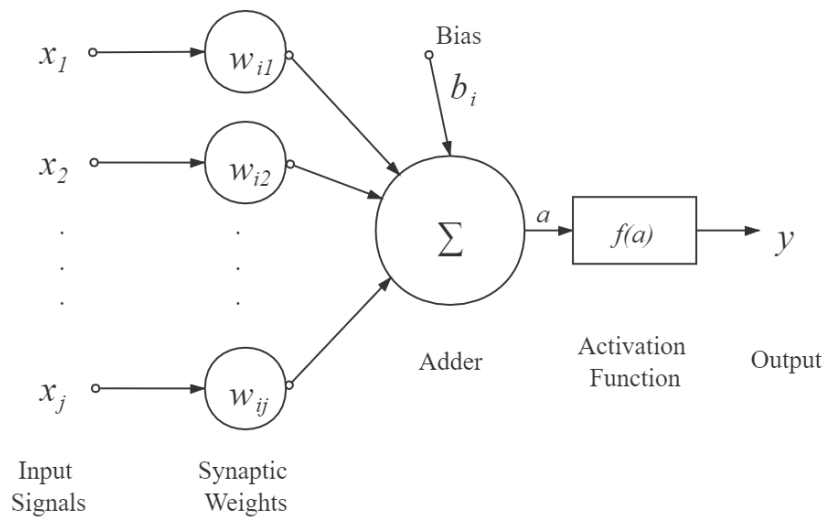 x1
wi1
Bias
bi
x2
wi2
Σ
a
f(a)
y
xj
wij
Adder
Activation
Function
Output
Input
Signals
Synaptic
Weights